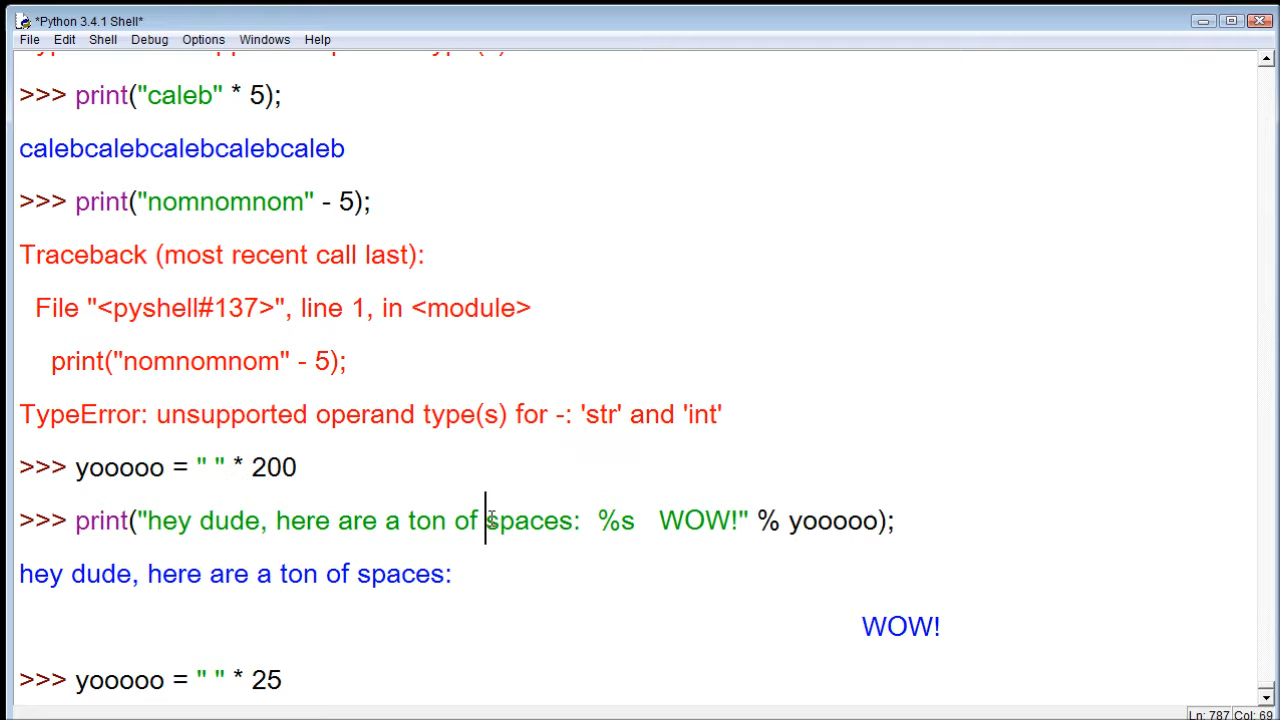 *Python 3.4.1 Shell*
File Edit Shell Debug Options Windows Help
>>> print("caleb" * 5);
calebcalebcalebcalebcaleb
>>> print("nomnomnom" - 5);
Traceback (most recent call last):
File "<pyshell#137>", line 1, in <module>
print("nomnomnom" - 5);
TypeError: unsupported operand type(s) for -: 'str' and 'int'
>>> yooooo = " " * 200
>>> print("hey dude, here are a ton of spaces:  %s   WOW!" % yooooo);
hey dude, here are a ton of spaces:
WOW!
>>> yooooo = " " * 25
Ln: 787 Col: 69